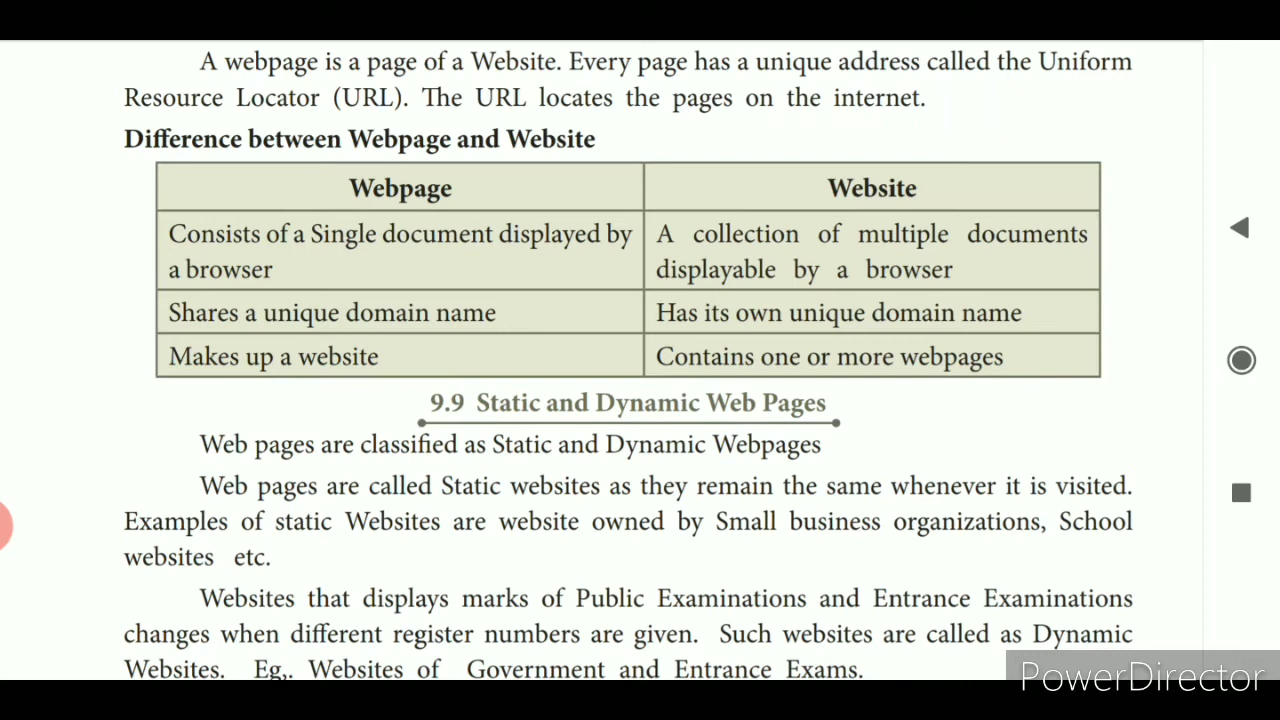 A webpage is a page of a Website. Every page has a unique address called the Uniform
Resource Locator (URL). The URL locates the pages on the internet.
Difference between Webpage and Website
Webpage Website
Consists of a Single document displayed by A collection of multiple documents
a browser displayable by a browser
Shares a unique domain name Has its own unique domain name
Makes up a website Contains one or more webpages
9.9 Static and Dynamic Web Pages
Web pages are classified as Static and Dynamic Webpages
Web pages are called Static websites as they remain the same whenever it is visited.
Examples of static Websites are website owned by Small business organizations, School
websites etc.
Websites that displays marks of Public Examinations and Entrance Examinations
changes when different register numbers are given. Such websites are called as Dynamic
Websites. Eg,. Websites of Government and Entrance Exams.
PowerDirector